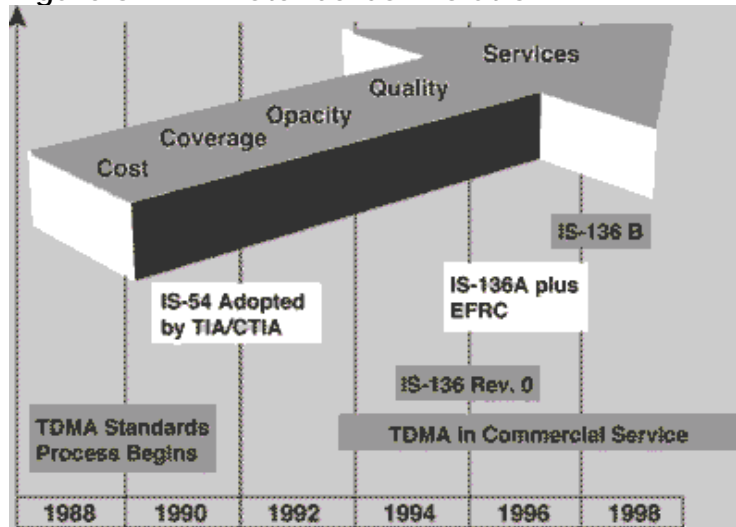 Services
Quality
Opacity
Coverage
Cost
IS-136 B
IS-54 Adopted
by TIA/CTIA
IS-136A plus
EFRC
IS-136 Rev. 0
TDMA Standards
Process Begins
TDMA in Commercial Service
1988 1990 1992 1994 1996 1998